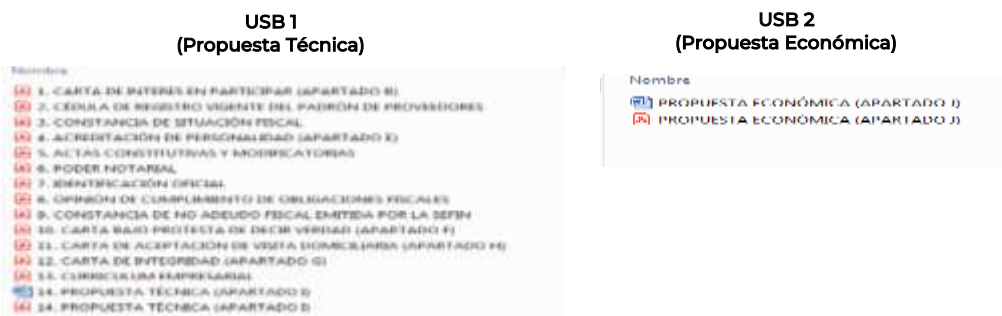 USB 1
(Propuesta Técnica)
Nombre
1. CARTA DE INTERES EN PARTICIPAR (APARTADO B)
2. CÉDULA DE REGISTRO VIGENTE DEL PADRÓN DE PROVEEDORES
3. CONSTANCIA DE SITUACIÓN FISCAL
4. ACREDITACIÓN DE PERSONALIDAD (APARTADO E)
5. ACTAS CONSTITUTIVAS Y MODIFICATORIAS
6. PODER NOTARIAL
7. IDENTIFICACIÓN OFICIAL
8. OPINIÓN DE CUMPLIMIENTO DE OBLIGACIONES FISCALES
9. CONSTANCIA DE NO ADEUDO FISCAL EMITIDA POR LA SEFIN
10. CARTA BAJO PROTESTA DE DECIR VERDAD (APARTADO F)
11. CARTA DE ACEPTACIÓN DE VISITA DOMICILIARIA (APARTADO H)
12. CARTA DE INTEGRIDAD (APARTADO G)
13. CURRICULUM EMPRESARIAL
14. PROPUESTA TÉCNICA (APARTADO I)
14. PROPUESTA TÉCNICA (APARTADO I)
USB 2
(Propuesta Económica)
Nombre
PROPUESTA ECONÓMICA (APARTADO J)
PROPUESTA ECONÓMICA (APARTADO J)